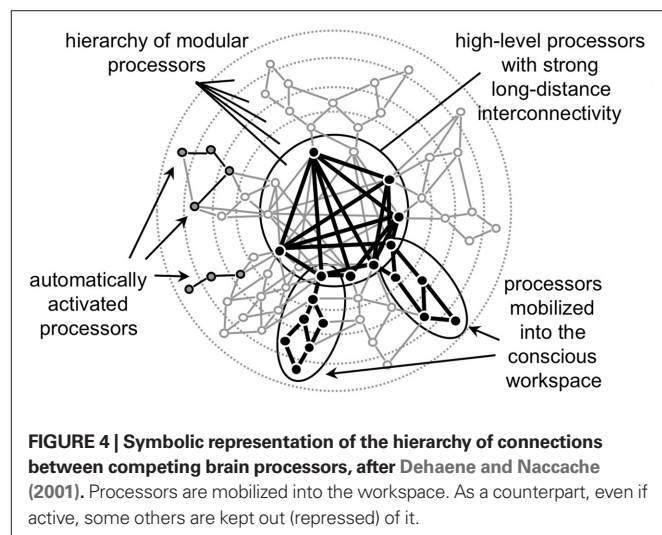 hierarchy of modular
processors
high-level processors
with strong
long-distance
interconnectivity
automatically
activated
processors
processors
mobilized
into the
conscious
workspace
FIGURE 4 | Symbolic representation of the hierarchy of connections
between competing brain processors, after Dehaene and Naccache
(2001). Processors are mobilized into the workspace. As a counterpart, even if
active, some others are kept out (repressed) of it.